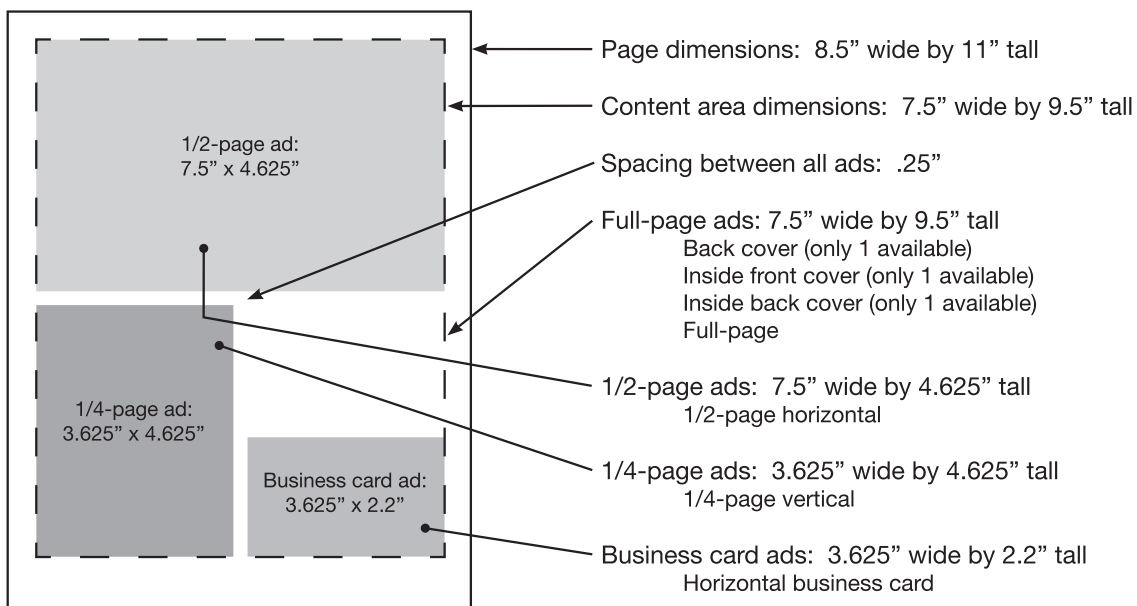 1/2-page ad:
7.5” x 4.625”
1/4-page ad:
3.625” x 4.625”
Business card ad:
3.625” x 2.2”
Page dimensions:  8.5” wide by 11” tall
Content area dimensions:  7.5” wide by 9.5” tall
Spacing between all ads:  .25”
Full-page ads: 7.5” wide by 9.5” tall
Back cover (only 1 available)
Inside front cover (only 1 available)
Inside back cover (only 1 available)
Full-page
1/2-page ads:  7.5” wide by 4.625” tall
1/2-page horizontal
1/4-page ads:  3.625” wide by 4.625” tall
1/4-page vertical
Business card ads:  3.625” wide by 2.2” tall
Horizontal business card